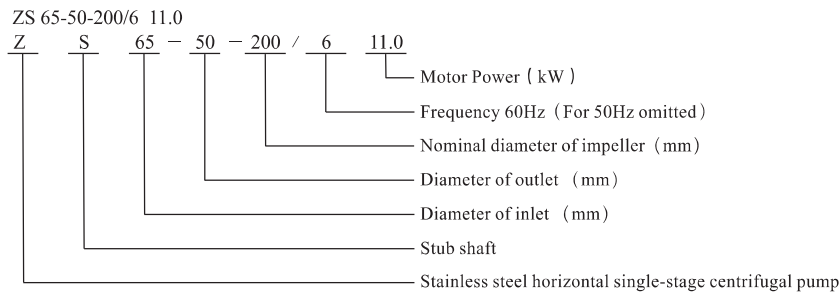 ZS 65-50-200/6 11.0
Z S 65 - 50 - 200 / 6 11.0
Motor Power ( kW )
Frequency 60Hz (For 50Hz omitted)
Nominal diameter of impeller (mm)
Diameter of outlet (mm)
Diameter of inlet (mm)
Stub shaft
Stainless steel horizontal single-stage centrifugal pump